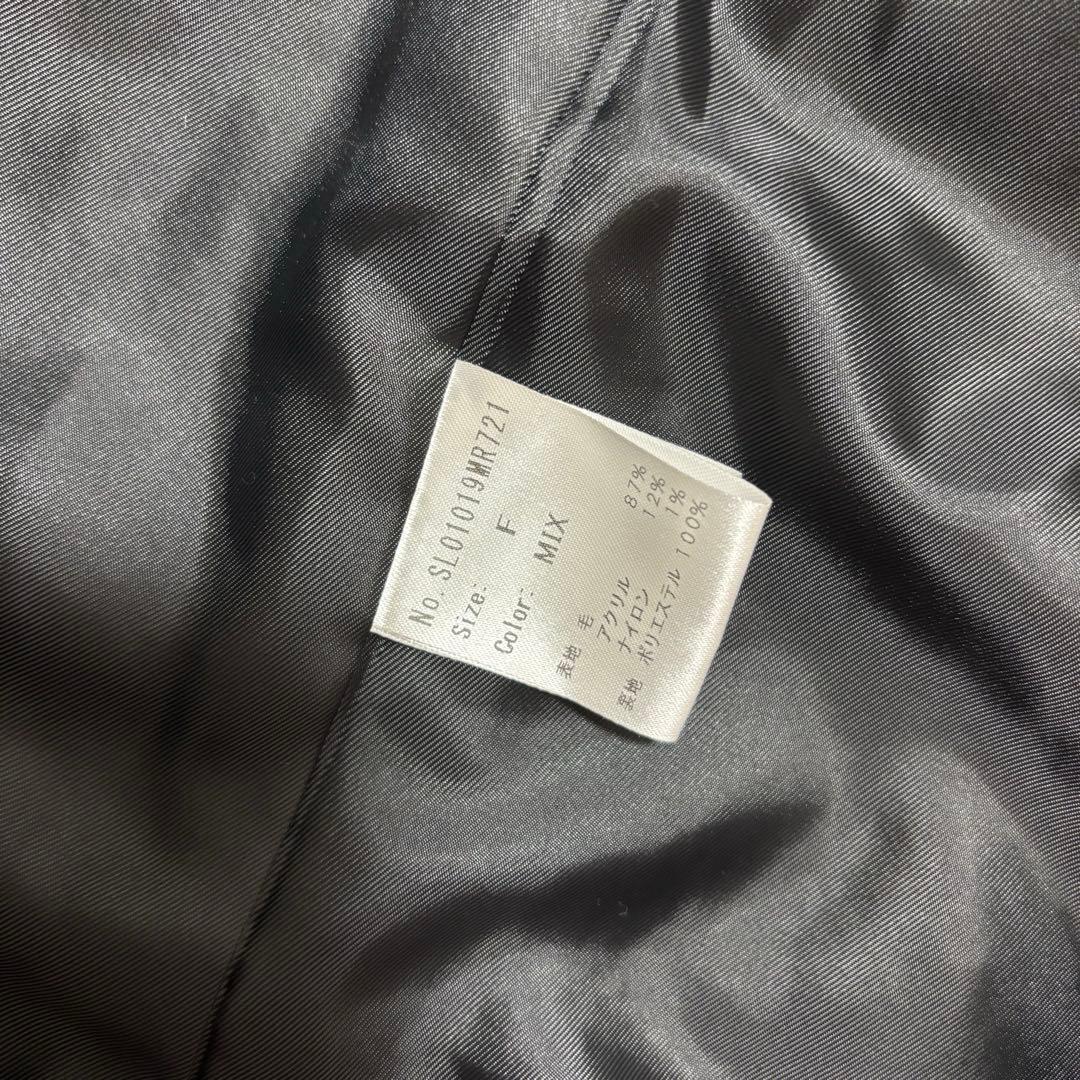 No.SL01019MR721
Size: F
Color: MIX
表地 毛 87%
アクリル 12%
ナイロン 1%
裏地 ポリエステル 100%